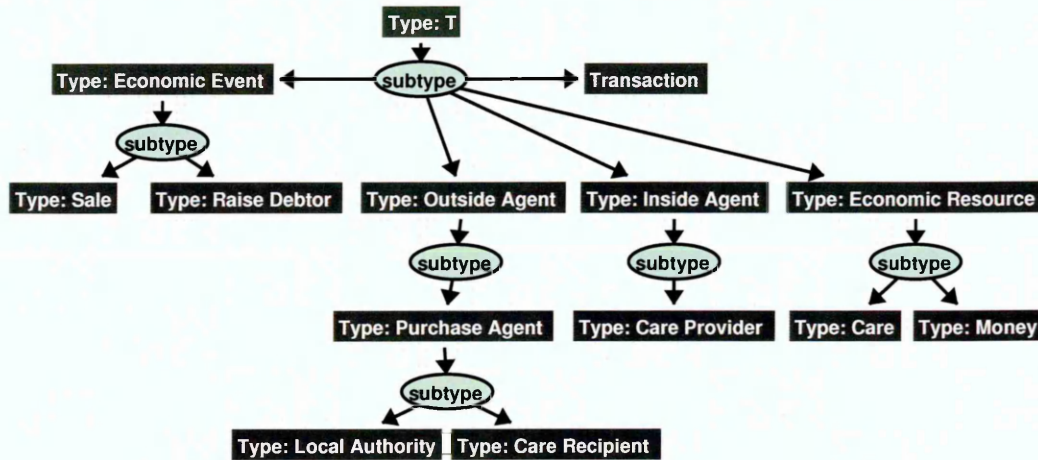 Type: T
Type: Economic Event
subtype
Transaction
subtype
Type: Sale
Type: Raise Debtor
Type: Outside Agent
Type: Inside Agent
Type: Economic Resource
subtype
subtype
subtype
Type: Purchase Agent
Type: Care Provider
Type: Care
Type: Money
subtype
Type: Local Authority
Type: Care Recipient